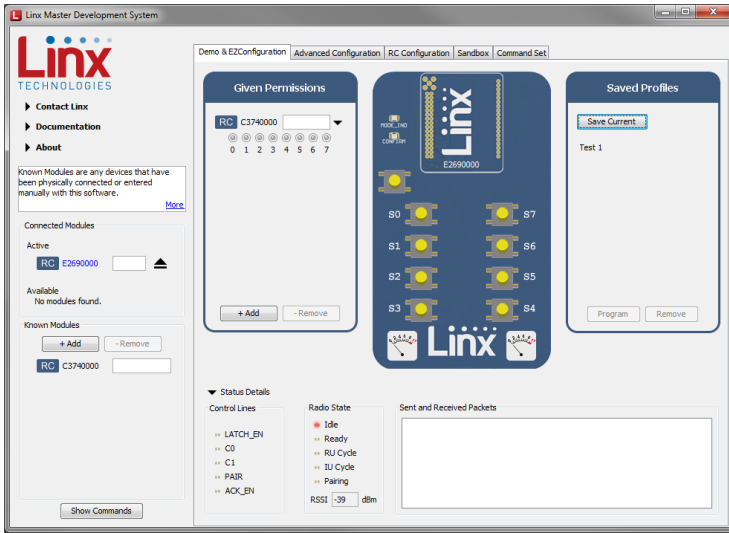 Linx Master Development System
Linx
TECHNOLOGIES
Contact Linx
Documentation
About
Known Modules are any devices that have
been physically connected or entered
manually with this software.
More
Connected Modules
Active
RC E2690000
Available
No modules found.
Known Modules
+ Add - Remove
RC C3740000
Show Commands
Demo & EZConfiguration Advanced Configuration RC Configuration Sandbox Command Set
Given Permissions
RC C3740000
0 1 2 3 4 5 6 7
+ Add - Remove
MODE_IND
CONFIRM
Linx
E2690000
S0 S7
S1 S6
S2 S5
S3 S4
Linx
Saved Profiles
Save Current
Test 1
Program Remove
Status Details
Control Lines
LATCH_EN
C0
C1
PAIR
ACK_EN
Radio State
Idle
Ready
RU Cycle
IU Cycle
Pairing
RSSI -39 dBm
Sent and Received Packets